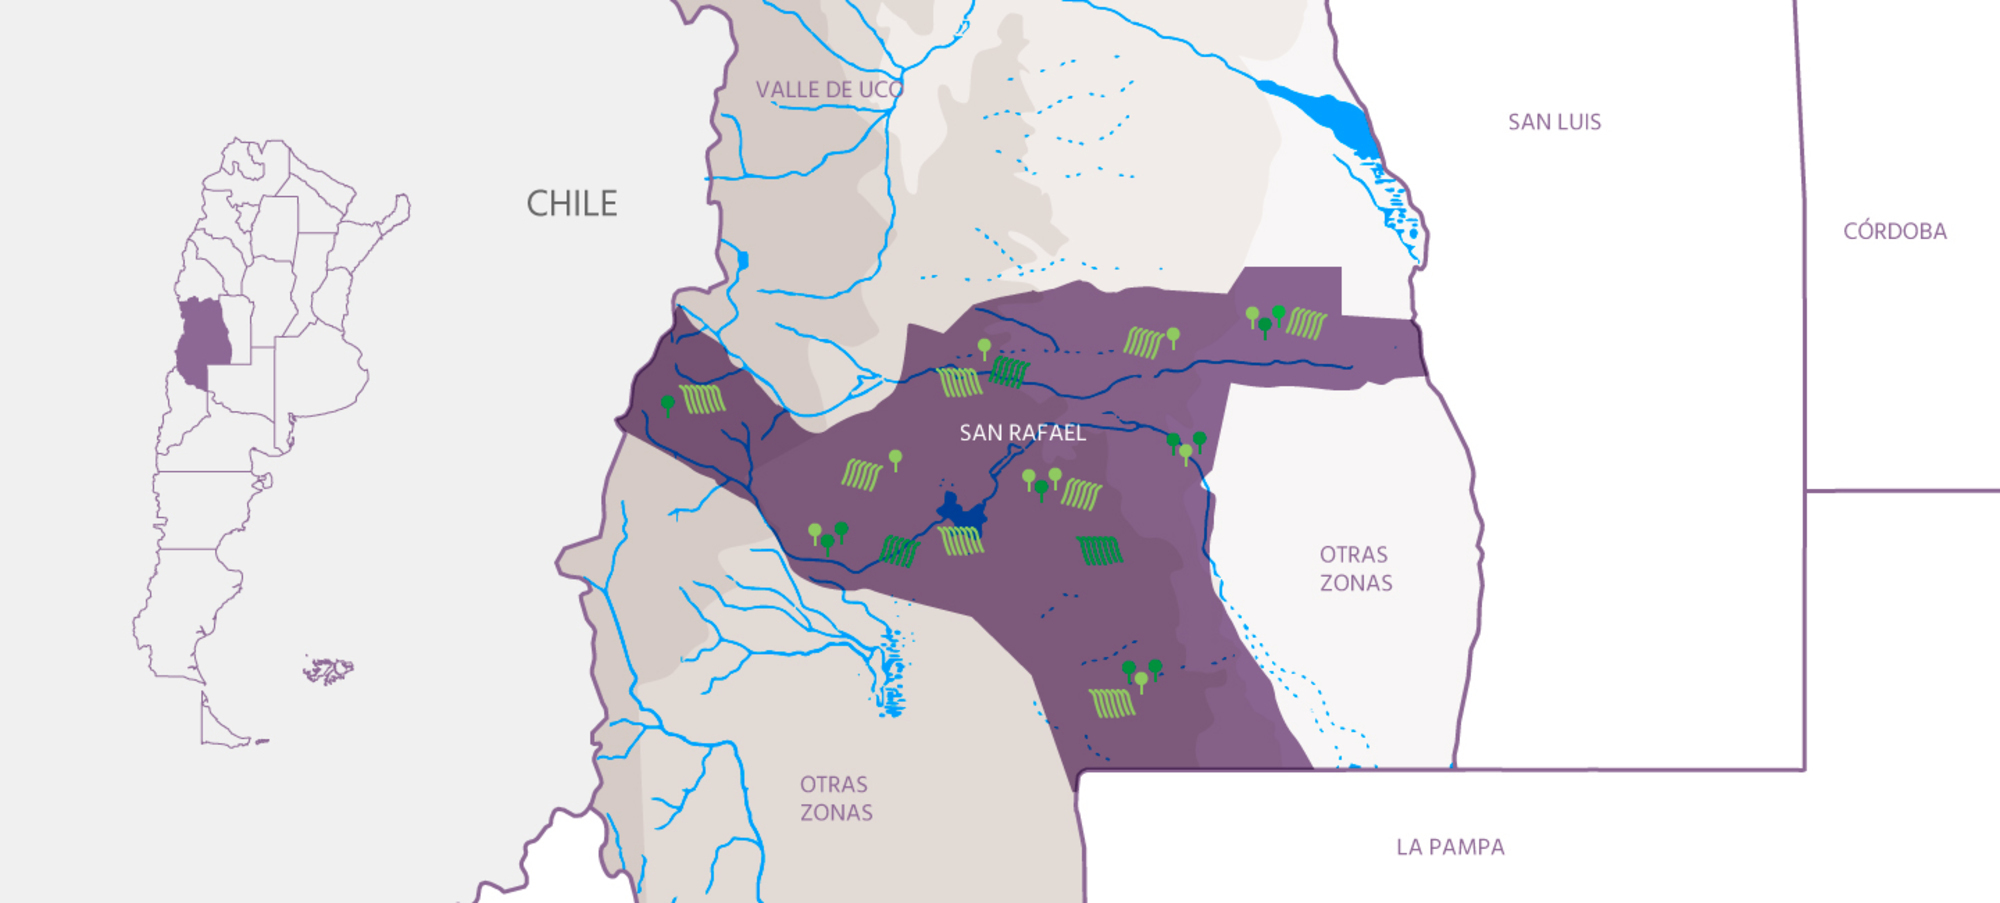 VALLE DE UCO
SAN LUIS
CHILE
CÓRDOBA
SAN RAFAEL
OTRAS
ZONAS
OTRAS
ZONAS
LA PAMPA